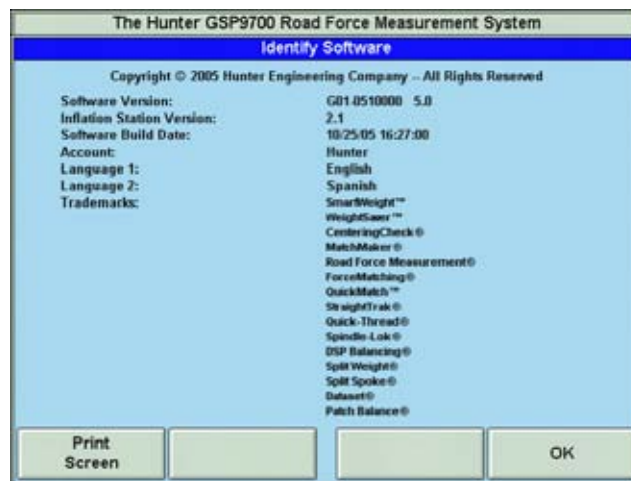 The Hunter GSP9700 Road Force Measurement System
Identify Software
Copyright © 2005 Hunter Engineering Company -- All Rights Reserved
Software Version: G01-0510000 5.0
Inflation Station Version: 2.1
Software Build Date: 10/25/05 16:27:00
Account: Hunter
Language 1: English
Language 2: Spanish
Trademarks: SmartWeight™
WeightSaver™
CenteringCheck®
MatchMaker®
Road Force Measurement®
ForceMatching®
QuickMatch™
StraightTrak®
Quick-Thread®
Spindle-Lok®
DSP Balancing®
Split Weight®
Split Spoke®
Dataset®
Patch Balance®
Print Screen
OK